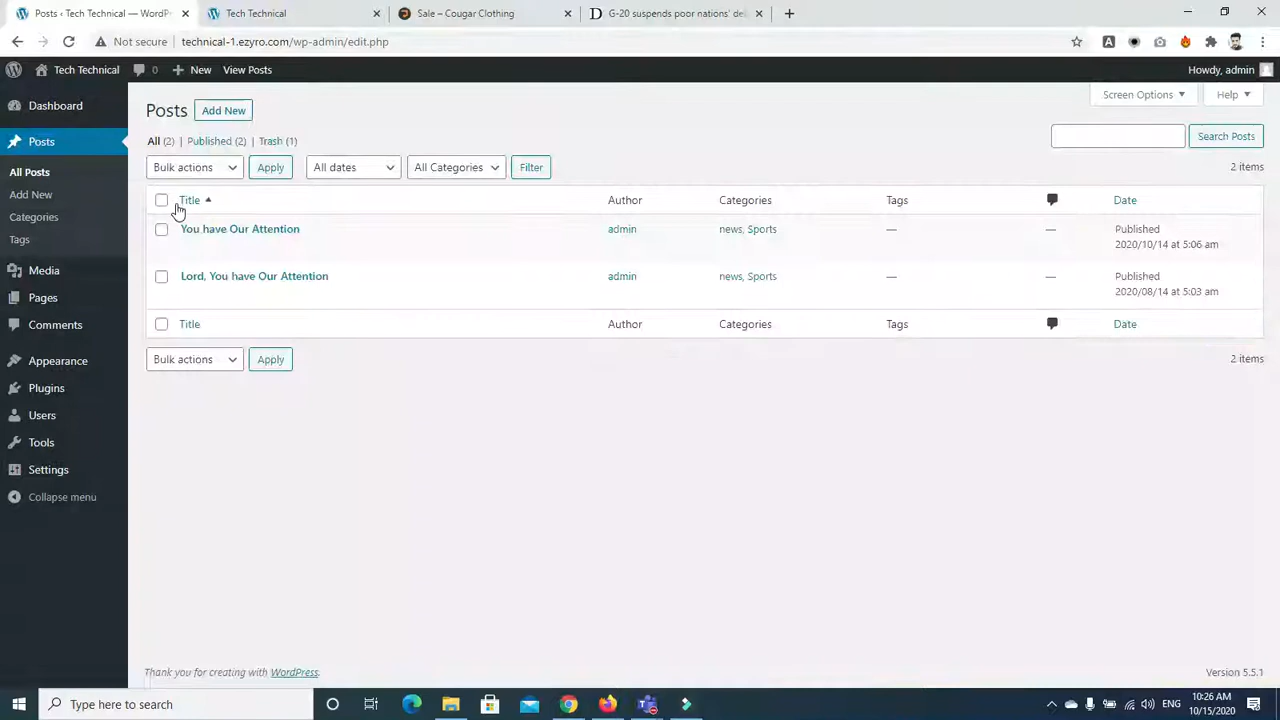 Posts ‹ Tech Technical — WordP
Tech Technical
Sale – Cougar Clothing
G-20 suspends poor nations' de
Not secure
technical-1.ezyro.com/wp-admin/edit.php
Tech Technical
0
New
View Posts
Howdy, admin
Dashboard
Posts
All Posts
Add New
Categories
Tags
Media
Pages
Comments
Appearance
Plugins
Users
Tools
Settings
Collapse menu
Posts
Add New
Screen Options
Help
All (2) | Published (2) | Trash (1)
Search Posts
Bulk actions
Apply
All dates
All Categories
Filter
2 items
Title Author Categories Tags Date
You have Our Attention admin news, Sports — — Published
2020/10/14 at 5:06 am
Lord, You have Our Attention admin news, Sports — — Published
2020/08/14 at 5:03 am
Title Author Categories Tags Date
Bulk actions
Apply
2 items
Thank you for creating with WordPress.
Version 5.5.1
Type here to search
ENG
10:26 AM
10/15/2020